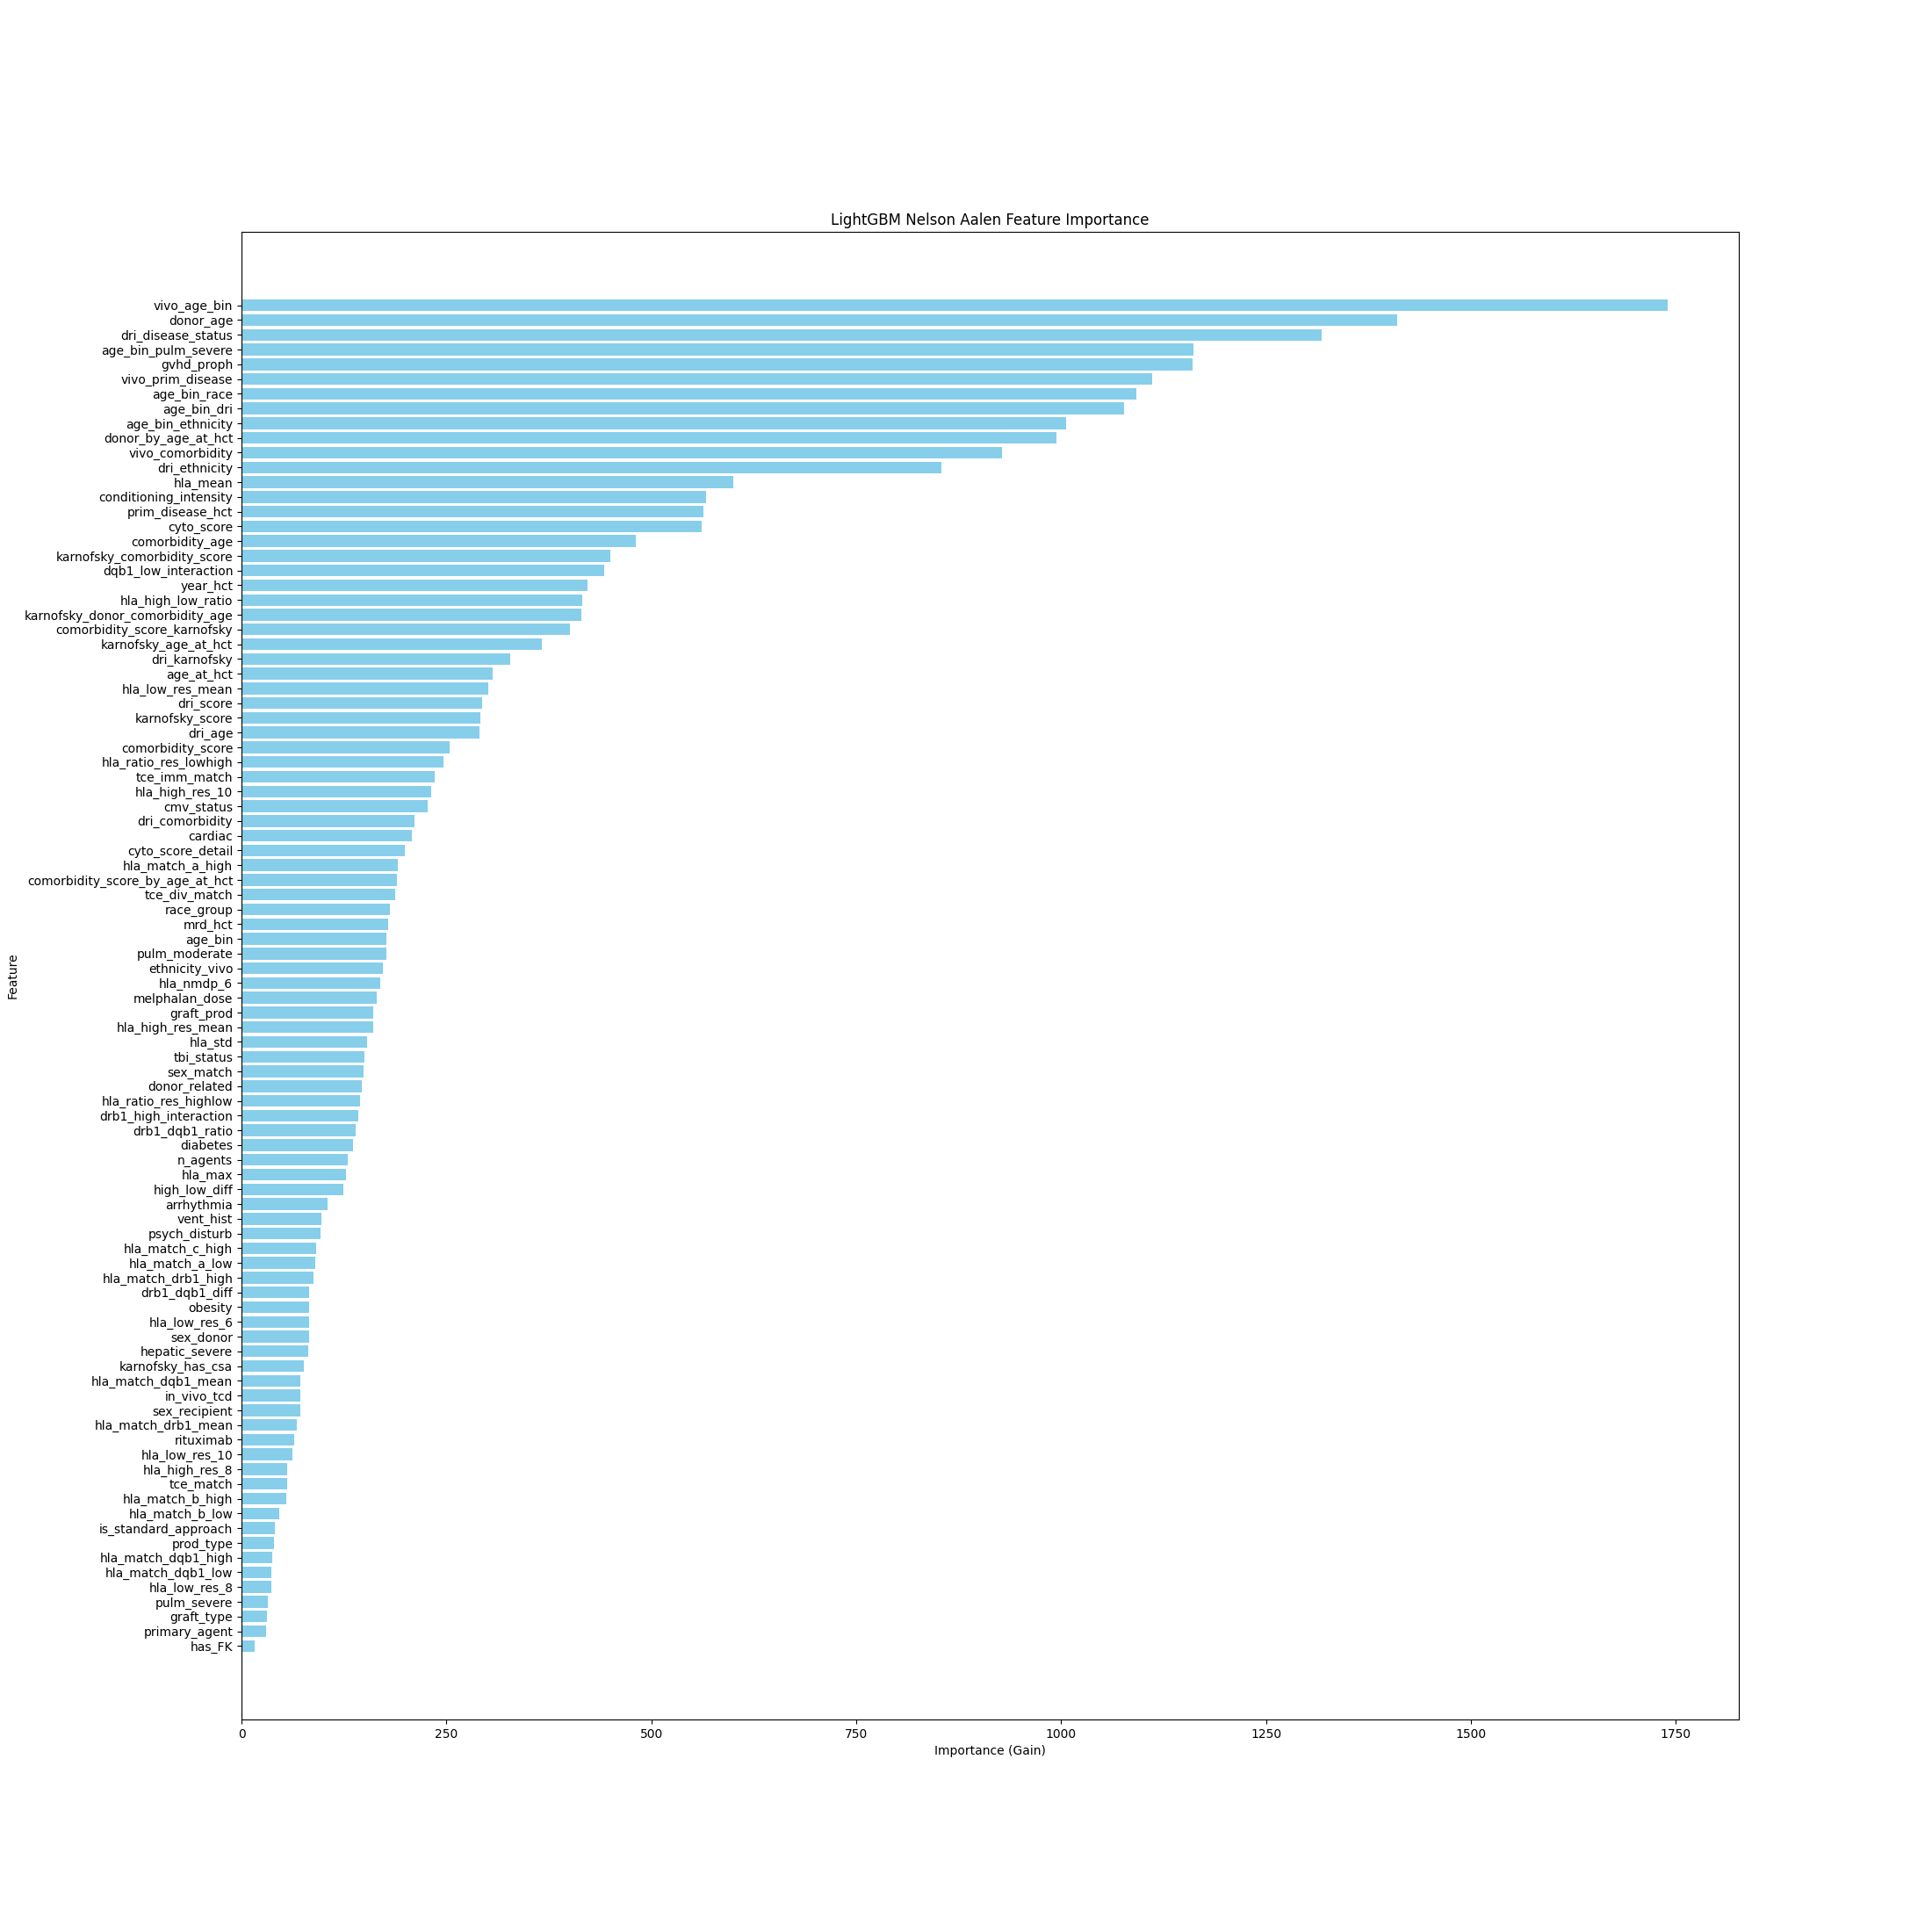 LightGBM Nelson Aalen Feature Importance
vivo_age_bin
donor_age
dri_disease_status
age_bin_pulm_severe
gvhd_proph
vivo_prim_disease
age_bin_race
age_bin_dri
age_bin_ethnicity
donor_by_age_at_hct
vivo_comorbidity
dri_ethnicity
hla_mean
conditioning_intensity
prim_disease_hct
cyto_score
comorbidity_age
karnofsky_comorbidity_score
dqb1_low_interaction
year_hct
hla_high_low_ratio
karnofsky_donor_comorbidity_age
comorbidity_score_karnofsky
karnofsky_age_at_hct
dri_karnofsky
age_at_hct
hla_low_res_mean
dri_score
karnofsky_score
dri_age
comorbidity_score
hla_ratio_res_lowhigh
tce_imm_match
hla_high_res_10
cmv_status
dri_comorbidity
cardiac
cyto_score_detail
hla_match_a_high
comorbidity_score_by_age_at_hct
tce_div_match
race_group
mrd_hct
age_bin
pulm_moderate
ethnicity_vivo
hla_nmdp_6
melphalan_dose
graft_prod
hla_high_res_mean
hla_std
tbi_status
sex_match
donor_related
hla_ratio_res_highlow
drb1_high_interaction
drb1_dqb1_ratio
diabetes
n_agents
hla_max
high_low_diff
arrhythmia
vent_hist
psych_disturb
hla_match_c_high
hla_match_a_low
hla_match_drb1_high
drb1_dqb1_diff
obesity
hla_low_res_6
sex_donor
hepatic_severe
karnofsky_has_csa
hla_match_dqb1_mean
in_vivo_tcd
sex_recipient
hla_match_drb1_mean
rituximab
hla_low_res_10
hla_high_res_8
tce_match
hla_match_b_high
hla_match_b_low
is_standard_approach
prod_type
hla_match_dqb1_high
hla_match_dqb1_low
hla_low_res_8
pulm_severe
graft_type
primary_agent
has_FK
Feature
0 250 500 750 1000 1250 1500 1750
Importance (Gain)